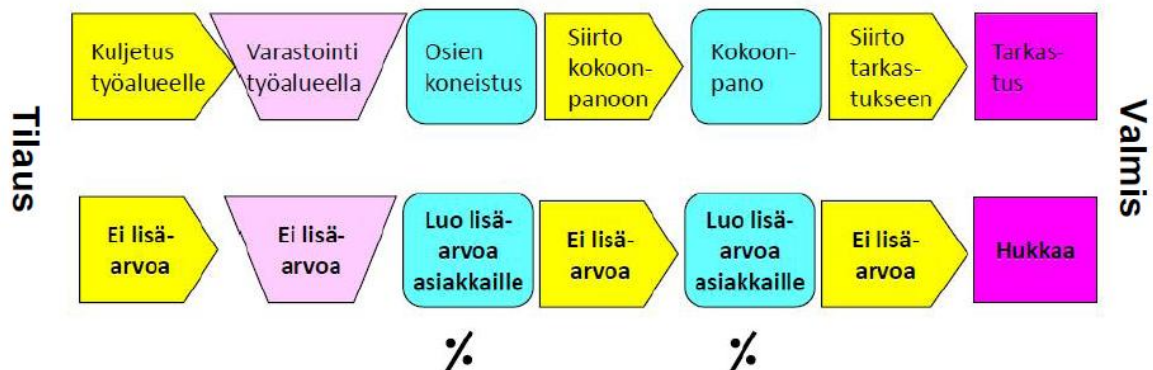 Tilaus
Kuljetus
työalueelle
Varastointi
työalueella
Osien
koneistus
Siirto
kokoon-
panoon
Kokoon-
pano
Siirto
tarkas-
tukseen
Tarkas-
tus
Valmis
Ei lisä-
arvoa
Ei lisä-
arvoa
Luo lisä-
arvoa
asiakkaille
Ei lisä-
arvoa
Luo lisä-
arvoa
asiakkaille
Ei lisä-
arvoa
Hukkaa
٪
٪